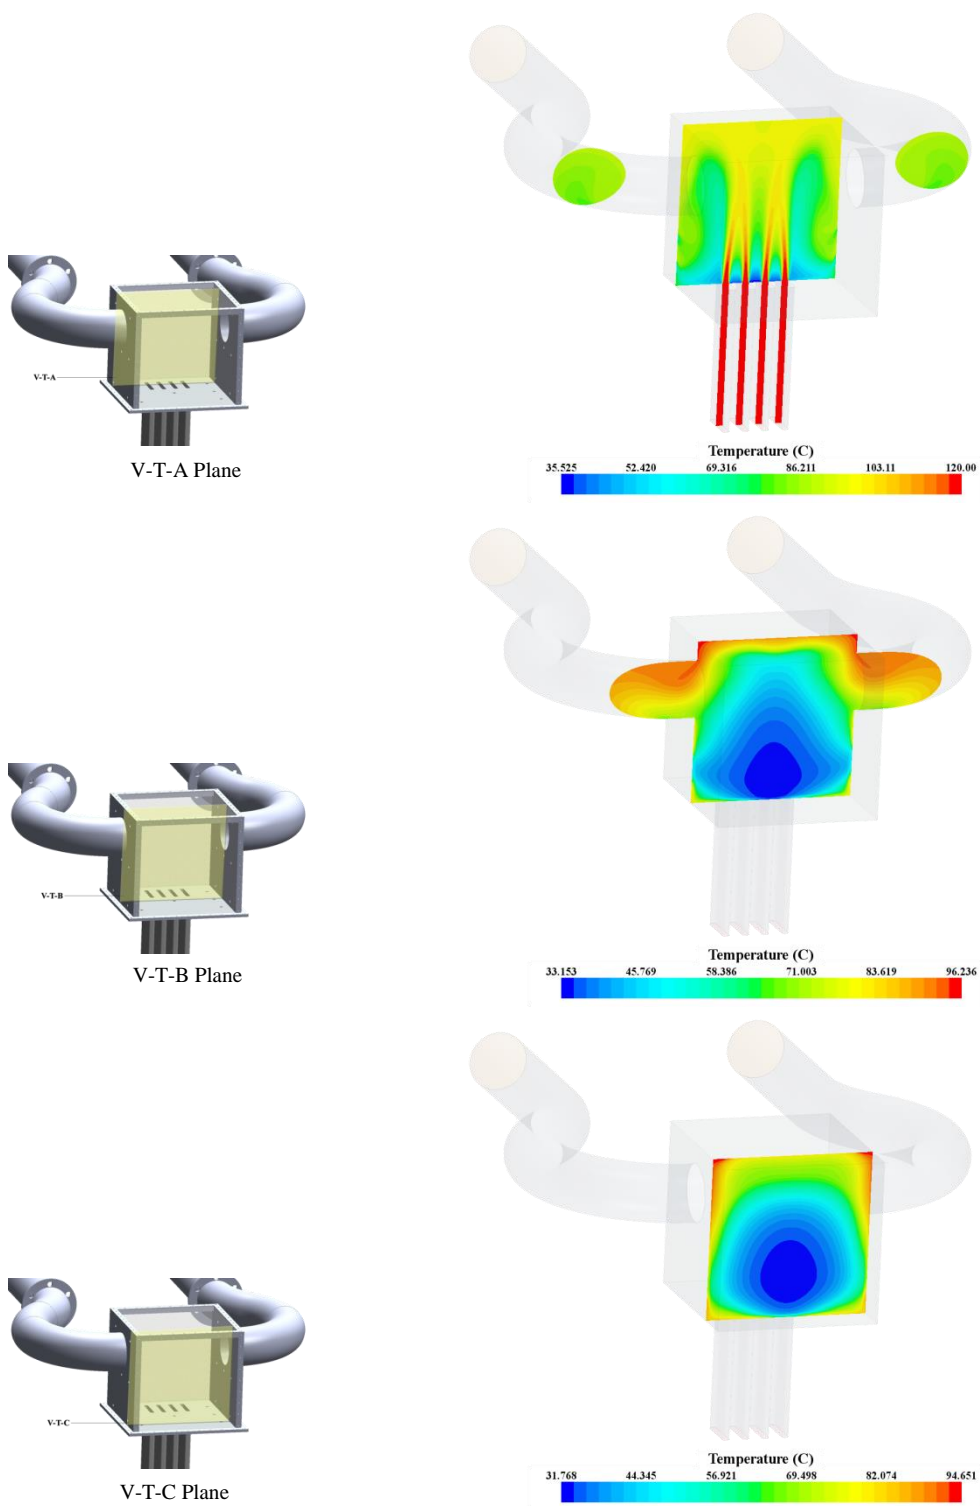 V-T-A
V-T-A Plane
Temperature (C)
35.525 52.420 69.316 86.211 103.11 120.00
V-T-B
V-T-B Plane
Temperature (C)
33.153 45.769 58.386 71.003 83.619 96.236
V-T-C
V-T-C Plane
Temperature (C)
31.768 44.345 56.921 69.498 82.074 94.651